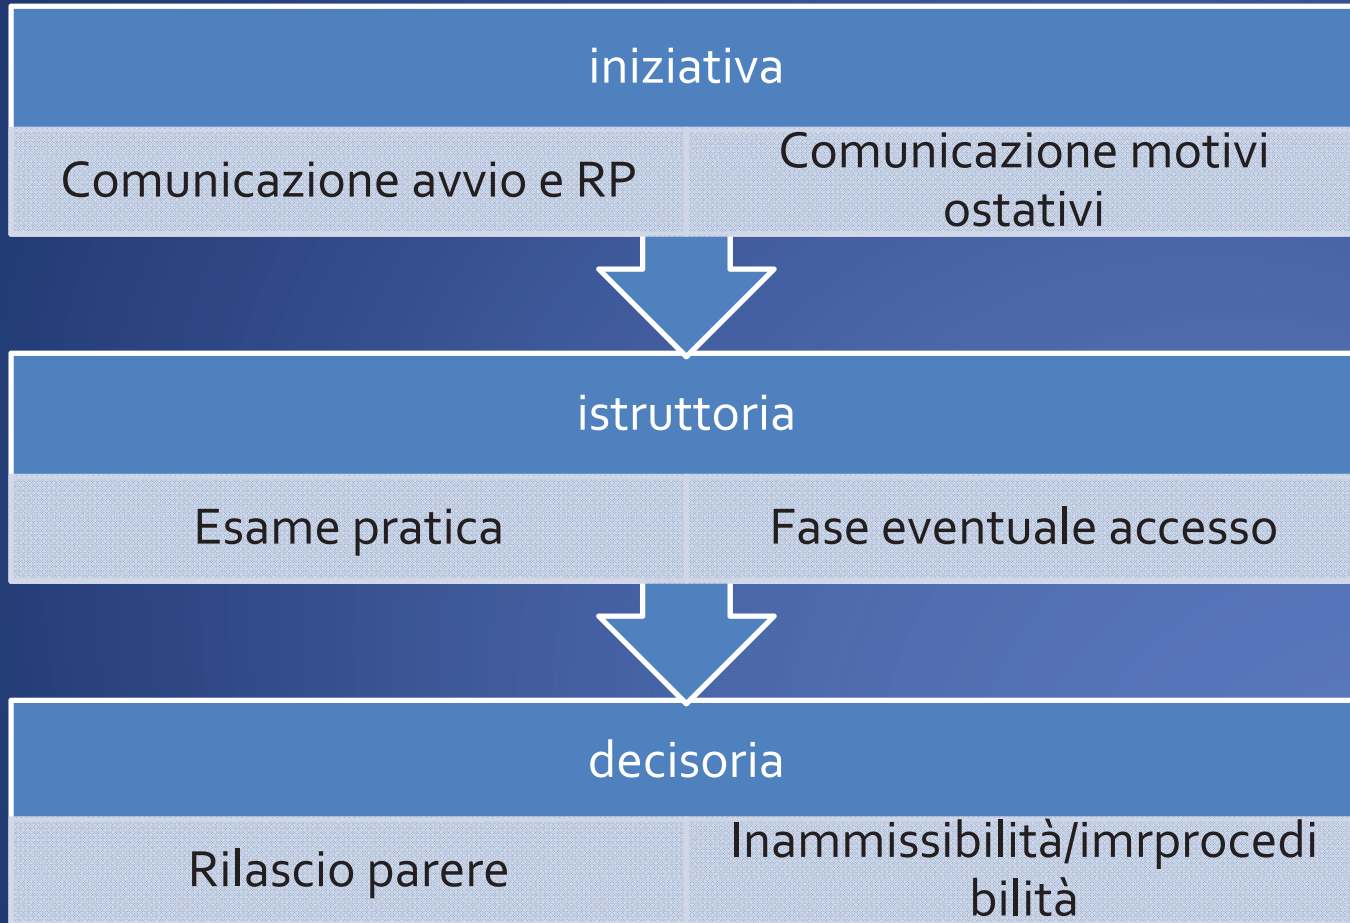 iniziativa
Comunicazione avvio e RP
Comunicazione motivi
ostativi
istruttoria
Esame pratica
Fase eventuale accesso
decisoria
Rilascio parere
Inammissibilità/imrprocedi
bilità